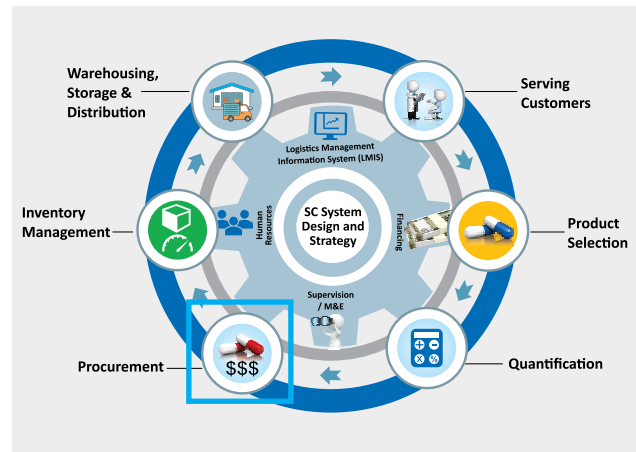 Warehousing,
Storage &
Distribution
Serving
Customers
Logistics Management
Information System (LMIS)
Inventory
Management
Human
Resources
SC System
Design and
Strategy
Financing
Product
Selection
Supervision
/ M&E
Procurement
$$$
Quantification